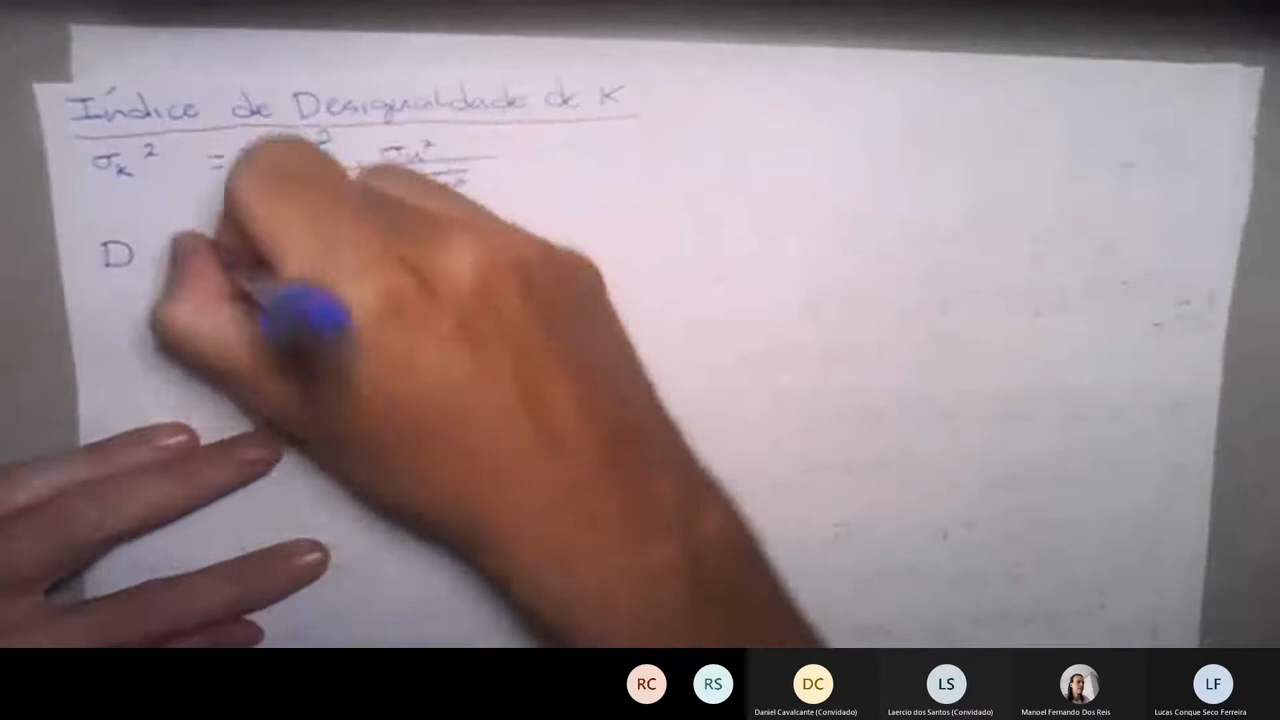 Índice de Desigualdade de K
σₖ² = ²
D
RC RS DC LS LF
Daniel Cavalcante (Convidado) Laercio dos Santos (Convidado) Manoel Fernando Dos Reis Lucas Conque Seco Ferreira